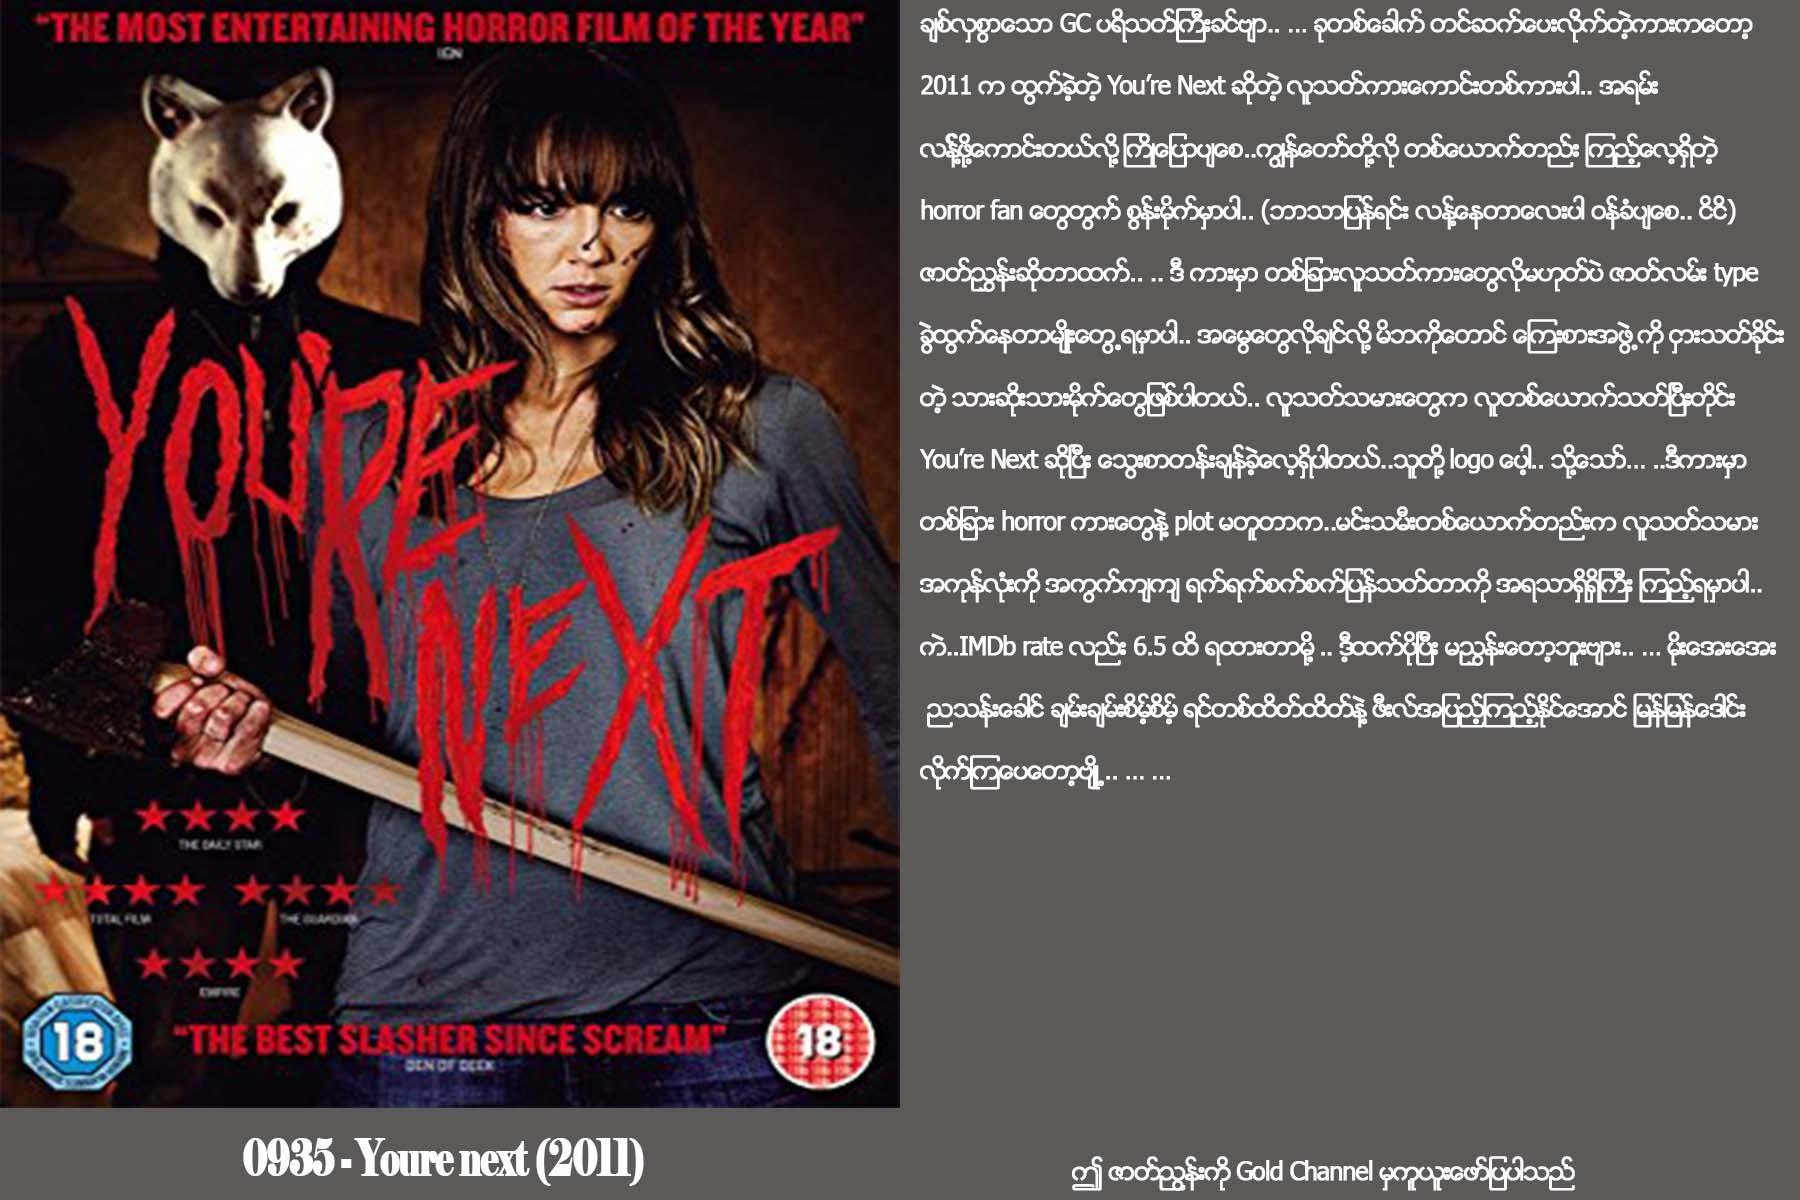 “THE MOST ENTERTAINING HORROR FILM OF THE YEAR”
YOU'RE
NEXT
THE DAILY STAR
TOTAL FILM
THE GUARDIAN
EMPIRE
18
“THE BEST SLASHER SINCE SCREAM”
DEN OF GEEK
18
0935 - Youre next (2011)
ချစ်လှစွာသော GC ပရိသတ်ကြီးခင်ဗျာ.. ... ခုတစ်ခေါက် တင်ဆက်ပေးလိုက်တဲ့ကားကတော့
2011 က ထွက်ခဲ့တဲ့ You’re Next ဆိုတဲ့ လူသတ်ကားကောင်းတစ်ကားပါ.. အရမ်း
လန့်ဖို့ကောင်းတယ်လို့ ကြိုပြောပျစေ..ကျွန်တော်တို့လို တစ်ယောက်တည်း ကြည့်လေ့ရှိတဲ့
horror fan တွေတွက် စွန်းမိုက်မှာပါ.. (ဘာသာပြန်ရင်း လန့်နေတာလေးပါ ဝန်ခံပျစေ.. ငိငိ)
ဇာတ်ညွှန်းဆိုတာထက်.. .. ဒီ ကားမှာ တစ်ခြားလူသတ်ကားတွေလိုမဟုတ်ပဲ ဇာတ်လမ်း type
ခွဲထွက်နေတာမျိုးတွေ့ရမှာပါ.. အမွေတွေလိုချင်လို့ မိဘကိုတောင် ကြေးစားအဖွဲ့ကို ငှားသတ်ခိုင်း
တဲ့ သားဆိုးသားမိုက်တွေဖြစ်ပါတယ်.. လူသတ်သမားတွေက လူတစ်ယောက်သတ်ပြီးတိုင်း
You’re Next ဆိုပြီး သွေးစာတန်းချန်ခဲ့လေ့ရှိပါတယ်..သူတို့ logo ပေါ့.. သို့သော်... ..ဒီကားမှာ
တစ်ခြား horror ကားတွေနဲ့ plot မတူတာက..မင်းသမီးတစ်ယောက်တည်းက လူသတ်သမား
အကုန်လုံးကို အကွက်ကျကျ ရက်ရက်စက်စက်ပြန်သတ်တာကို အရသာရှိရှိကြီး ကြည့်ရမှာပါ..
ကဲ..IMDb rate လည်း 6.5 ထိ ရထားတာမို့ .. ဒီ့ထက်ပိုပြီး မညွှန်းတော့ဘူးဗျား.. ... မိုးအေးအေး
ညသန်းခေါင် ချမ်းချမ်းစိမ့်စိမ့် ရင်တစ်ထိတ်ထိတ်နဲ့ ဖီးလ်အပြည့်ကြည့်နိုင်အောင် မြန်မြန်ဒေါင်း
လိုက်ကြပေတော့ဗျို့.. ... ...
ဤ ဇာတ်ညွှန်းကို Gold Channel မှကူယူးဖော်ပြပါသည်